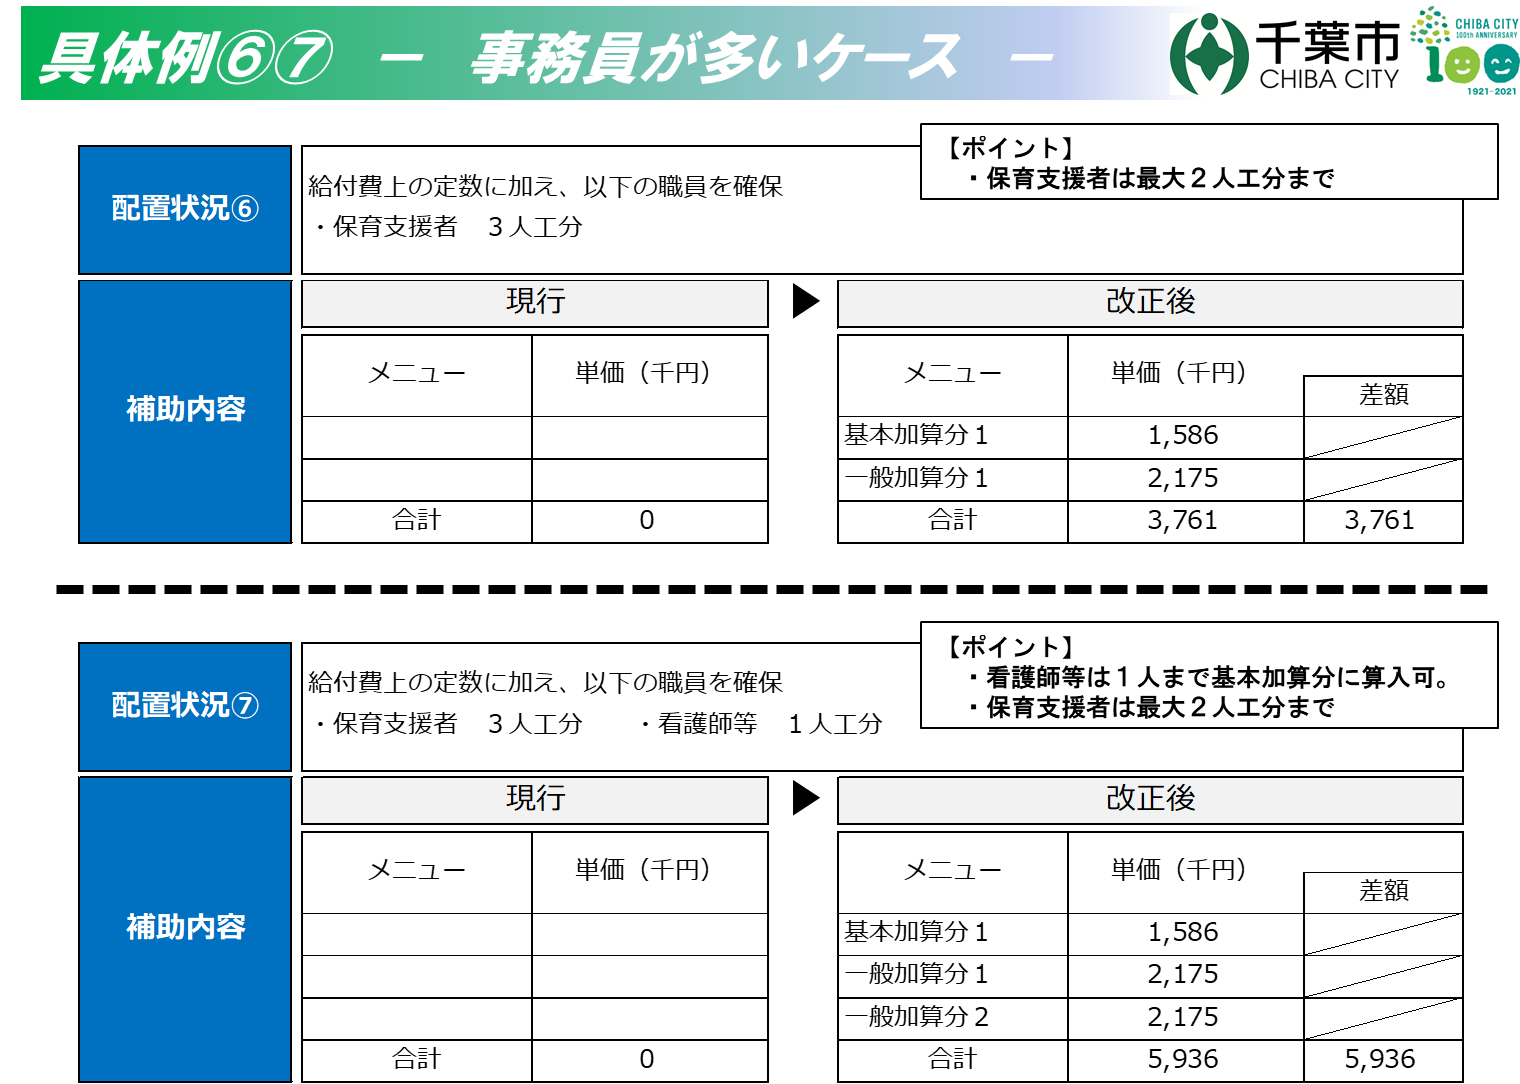 具体例⑥⑦　－　事務員が多いケース　－
千葉市
CHIBA CITY
CHIBA CITY
100th ANNIVERSARY
100
1921-2021
【ポイント】
・保育支援者は最大２人工分まで
配置状況⑥
給付費上の定数に加え、以下の職員を確保
・保育支援者　３人工分
補助内容
現行
▶
改正後
メニュー 単価（千円）
メニュー 単価（千円）
差額
基本加算分１ 1,586
一般加算分１ 2,175
合計 0
合計 3,761 3,761
【ポイント】
・看護師等は１人まで基本加算分に算入可。
・保育支援者は最大２人工分まで
配置状況⑦
給付費上の定数に加え、以下の職員を確保
・保育支援者　３人工分　　・看護師等　１人工分
補助内容
現行
▶
改正後
メニュー 単価（千円）
メニュー 単価（千円）
差額
基本加算分１ 1,586
一般加算分１ 2,175
一般加算分２ 2,175
合計 0
合計 5,936 5,936